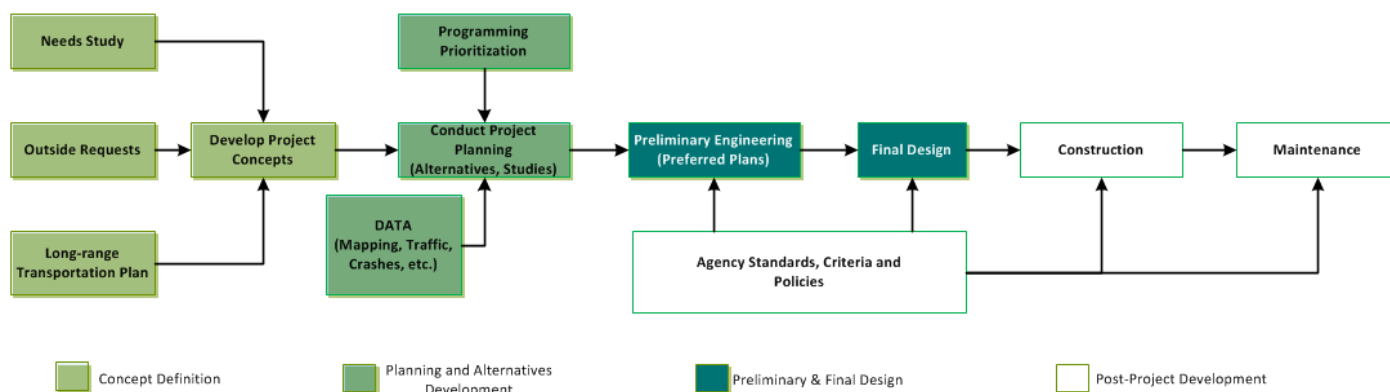 Needs Study
Programming
Prioritization
Outside Requests
Develop Project
Concepts
Conduct Project
Planning
(Alternatives, Studies)
Preliminary Engineering
(Preferred Plans)
Final Design
Construction
Maintenance
Long-range
Transportation Plan
DATA
(Mapping, Traffic,
Crashes, etc.)
Agency Standards, Criteria and
Policies
Concept Definition
Planning and Alternatives
Development
Preliminary & Final Design
Post-Project Development